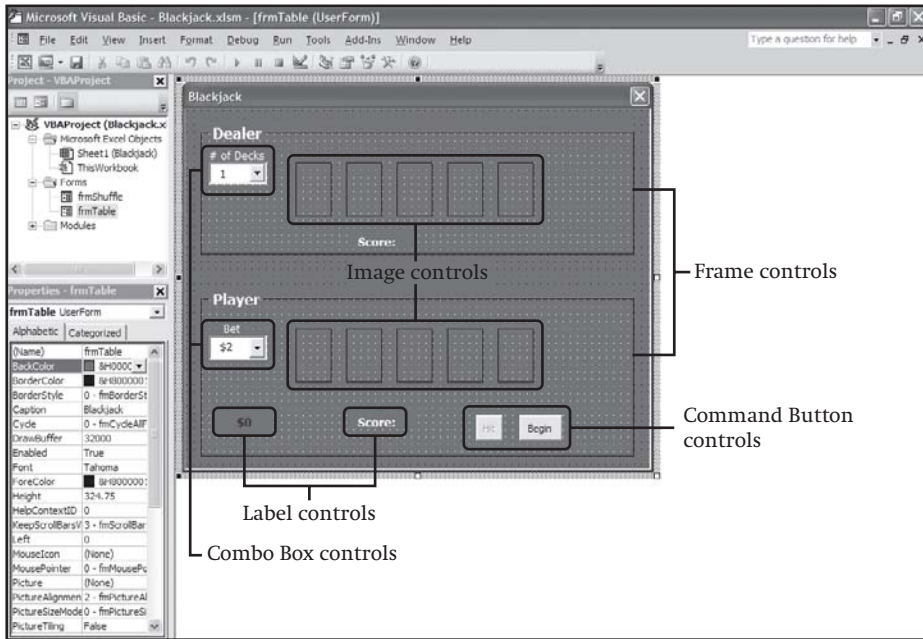 Microsoft Visual Basic - Blackjack.xlsm - [frmTable (UserForm)]
File Edit View Insert Format Debug Run Tools Add-Ins Window Help
Type a question for help
Project - VBAProject
VBAProject (Blackjack.x
Microsoft Excel Objects
Sheet1 (Blackjack)
ThisWorkbook
Forms
frmShuffle
frmTable
Modules
Properties - frmTable
frmTable UserForm
Alphabetic Categorized
(Name) frmTable
BackColor &H000C
BorderColor &H8000001
BorderStyle 0 - fmBorderSt
Caption Blackjack
Cycle 0 - fmCycleAllF
DrawBuffer 32000
Enabled True
Font Tahoma
ForeColor &H8000001
Height 324.75
HelpContextID 0
KeepScrollBarsV 3 - fmScrollBar
Left 0
MouseIcon (None)
MousePointer 0 - fmMousePo
Picture (None)
PictureAlignmen 2 - fmPictureAl
PictureSizeMode 0 - fmPictureSi
PictureTiling False
Blackjack
Dealer
# of Decks
1
Score:
Image controls
Frame controls
Player
Bet
$2
$0
Score:
Hit
Begin
Command Button
controls
Label controls
Combo Box controls